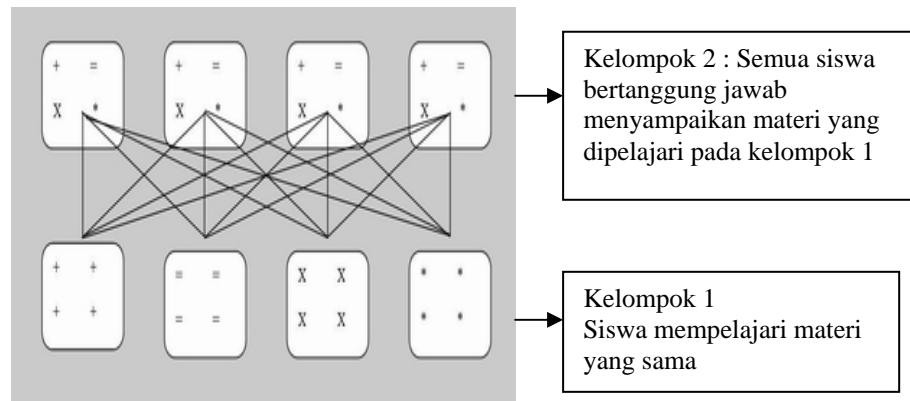 + = + = + = + =
X * X * X * X *
Kelompok 2 : Semua siswa
bertanggung jawab
menyampaikan materi yang
dipelajari pada kelompok 1
+ + = = X X * *
+ + = = X X * *
Kelompok 1
Siswa mempelajari materi
yang sama